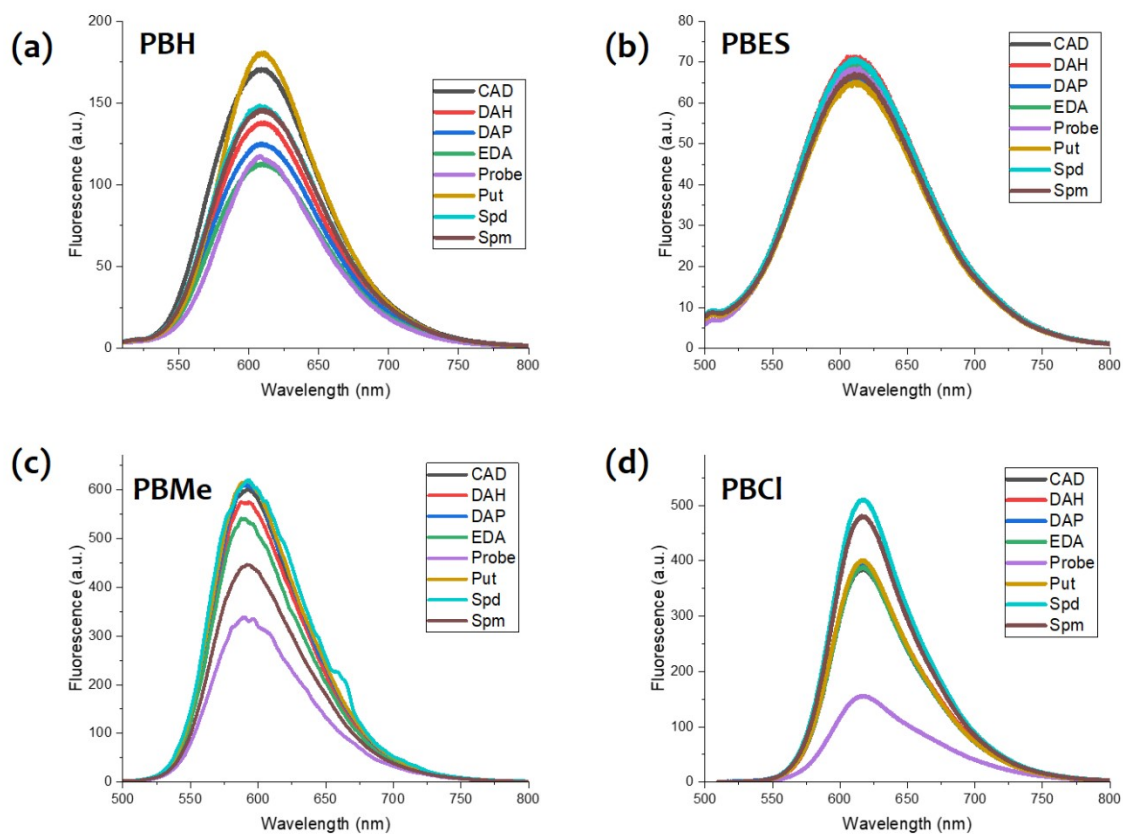 (a)
PBH
200
150
100
50
0
Fluorescence (a.u.)
550
600
650
700
750
800
Wavelength (nm)
CAD
DAH
DAP
EDA
Probe
Put
Spd
Spm
(b)
PBES
80
70
60
50
40
30
20
10
0
Fluorescence (a.u.)
500
550
600
650
700
750
800
Wavelength (nm)
CAD
DAH
DAP
EDA
Probe
Put
Spd
Spm
(c)
PBMe
600
500
400
300
200
100
0
Fluorescence (a.u.)
500
550
600
650
700
750
800
Wavelength (nm)
CAD
DAH
DAP
EDA
Probe
Put
Spd
Spm
(d)
PBCl
500
400
300
200
100
0
Fluorescence (a.u.)
500
550
600
650
700
750
800
Wavelength (nm)
CAD
DAH
DAP
EDA
Probe
Put
Spd
Spm